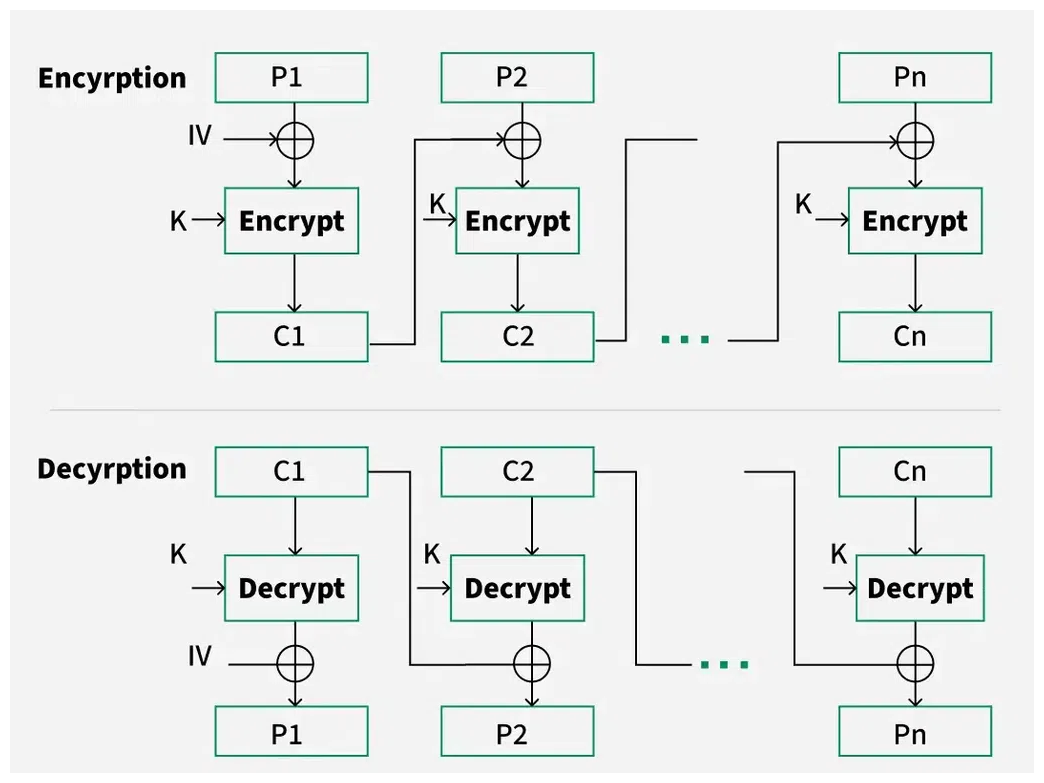 P1 P2 Pn
Encyrption
IV
K Encrypt K Encrypt K Encrypt
C1 C2 ... Cn
Decyrption C1 C2 Cn
K K K
Decrypt Decrypt Decrypt
IV
...
P1 P2 Pn